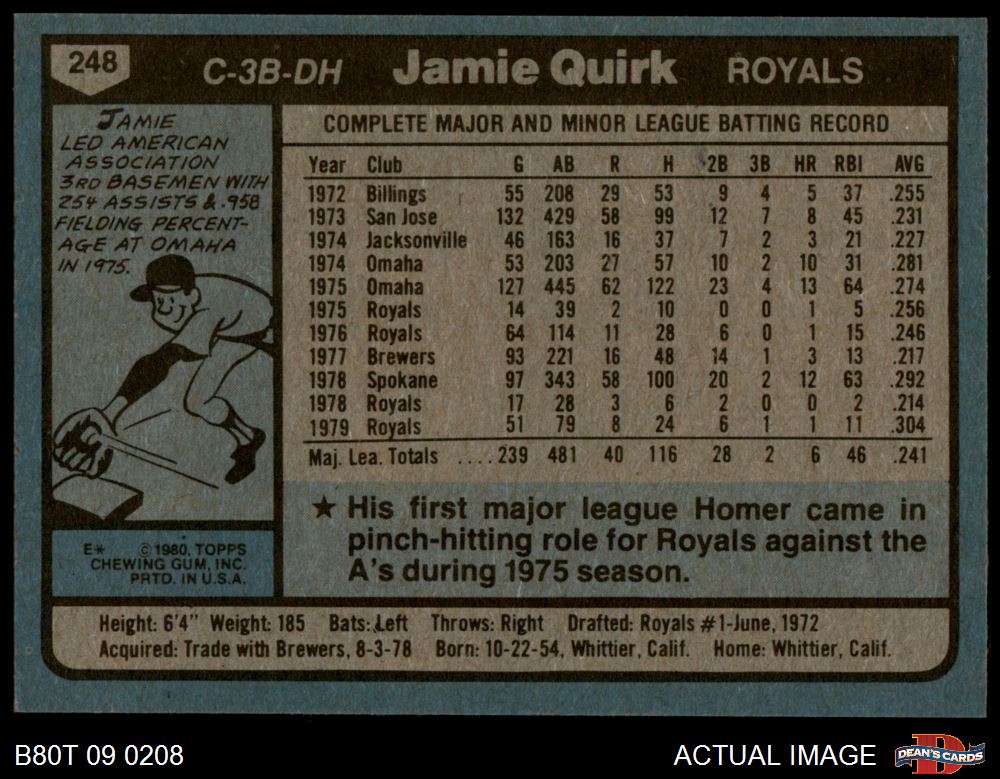 248
C-3B-DH Jamie Quirk ROYALS
JAMIE
LED AMERICAN
ASSOCIATION
3RD BASEMEN WITH
254 ASSISTS & .958
FIELDING PERCENT-
AGE AT OMAHA
IN 1975.
COMPLETE MAJOR AND MINOR LEAGUE BATTING RECORD
Year Club G AB R H 2B 3B HR RBI AVG
1972 Billings 55 208 29 53 9 4 5 37 .255
1973 San Jose 132 429 58 99 12 7 8 45 .231
1974 Jacksonville 46 163 16 37 7 2 3 21 .227
1974 Omaha 53 203 27 57 10 2 10 31 .281
1975 Omaha 127 445 62 122 23 4 13 64 .274
1975 Royals 14 39 2 10 0 0 1 5 .256
1976 Royals 64 114 11 28 6 0 1 15 .246
1977 Brewers 93 221 16 48 14 1 3 13 .217
1978 Spokane 97 343 58 100 20 2 12 63 .292
1978 Royals 17 28 3 6 2 0 0 2 .214
1979 Royals 51 79 8 24 6 1 1 11 .304
Maj. Lea. Totals ....239 481 40 116 28 2 6 46 .241
★ His first major league Homer came in
pinch-hitting role for Royals against the
A's during 1975 season.
E* © 1980, TOPPS
CHEWING GUM, INC.
PRTD. IN U.S.A.
Height: 6'4" Weight: 185 Bats: Left Throws: Right Drafted: Royals #1-June, 1972
Acquired: Trade with Brewers, 8-3-78 Born: 10-22-54, Whittier, Calif. Home: Whittier, Calif.
B80T 09 0208
ACTUAL IMAGE
DEAN'S CARDS